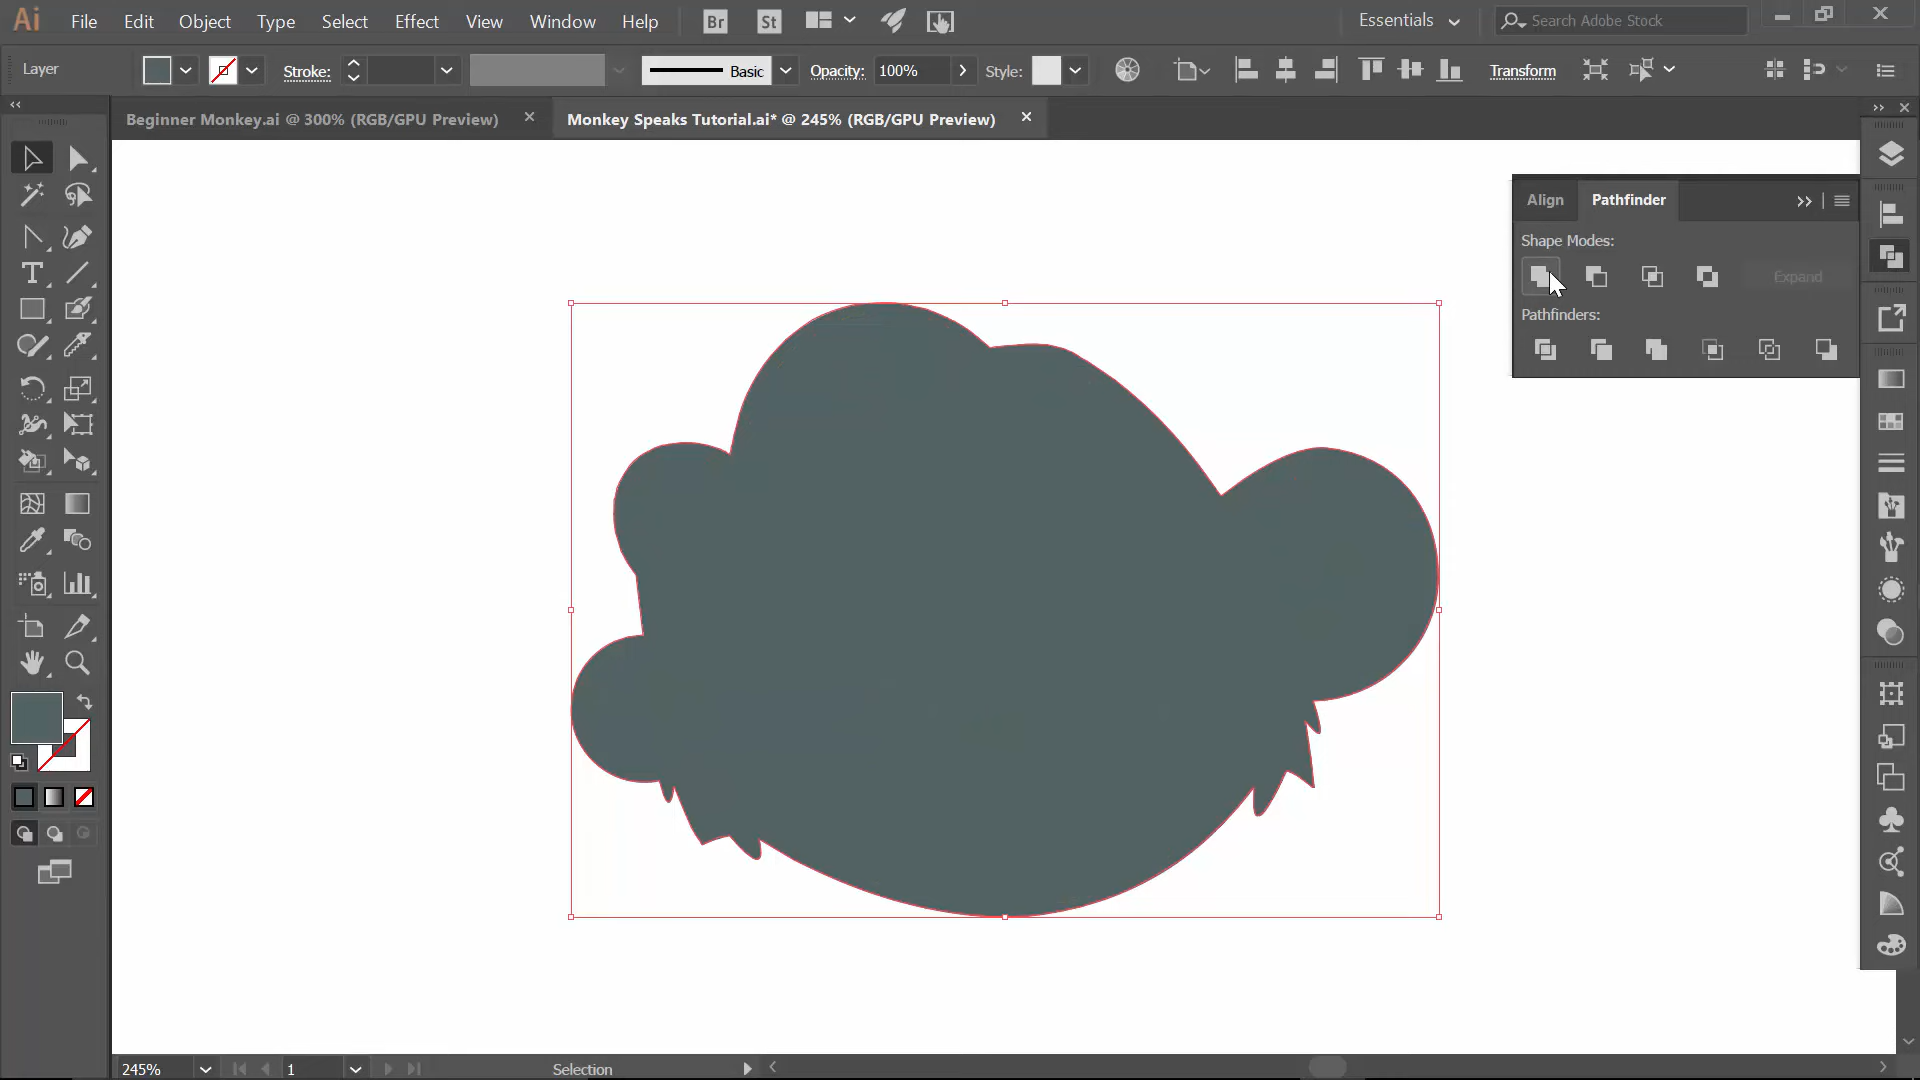 Ai File Edit Object Type Select Effect View Window Help Br St Essentials Search Adobe Stock
Layer Stroke: Basic Opacity: 100% Style: Transform
Beginner Monkey.ai @ 300% (RGB/GPU Preview) Monkey Speaks Tutorial.ai* @ 245% (RGB/GPU Preview)
Align Pathfinder
Shape Modes:
Expand
Pathfinders:
245% 1 Selection